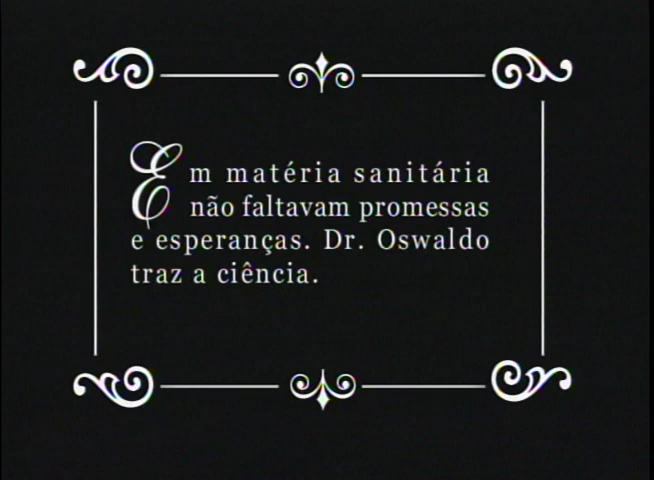 Em matéria sanitária
não faltavam promessas
e esperanças. Dr. Oswaldo
traz a ciência.